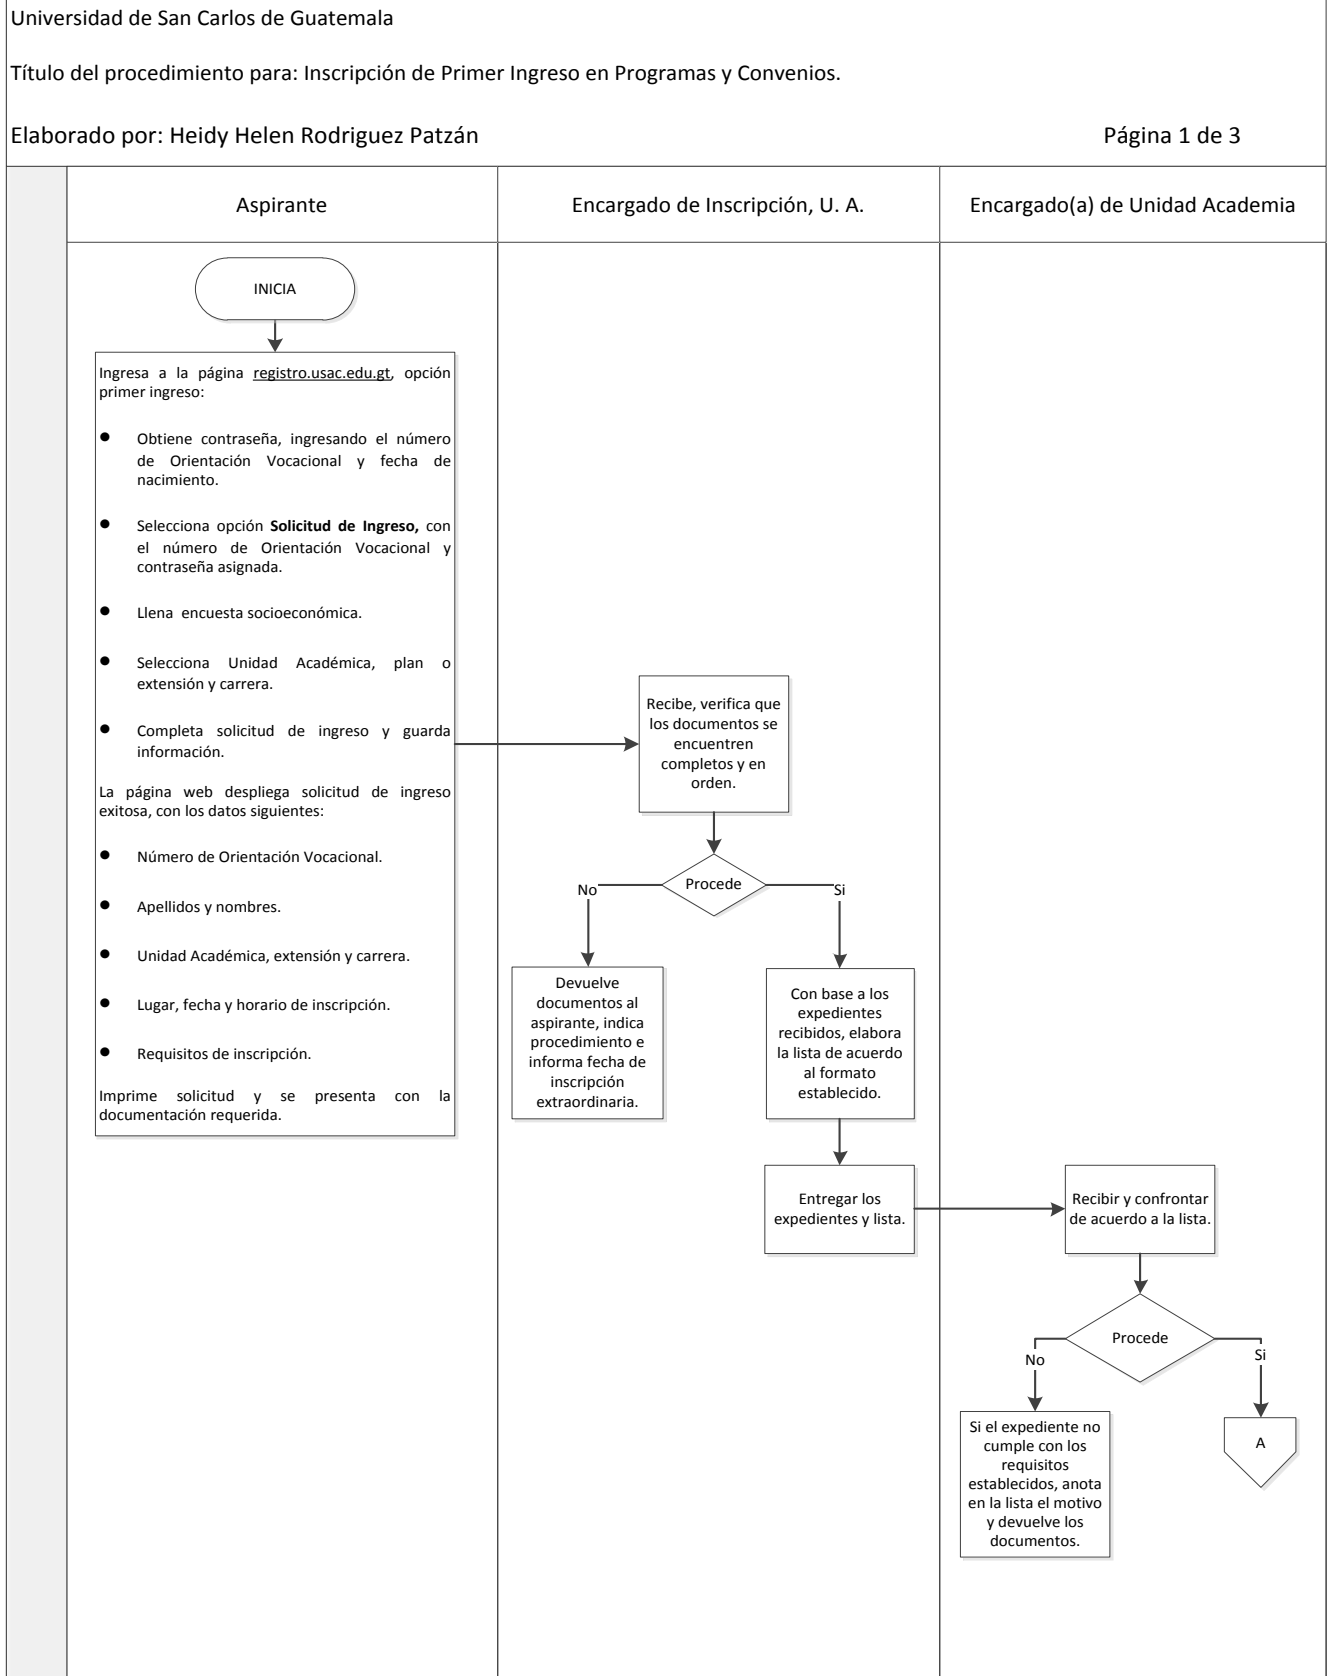 Universidad de San Carlos de Guatemala
Título del procedimiento para: Inscripción de Primer Ingreso en Programas y Convenios.
Elaborado por: Heidy Helen Rodriguez Patzán
Página 1 de 3
Aspirante
Encargado de Inscripción, U. A.
Encargado(a) de Unidad Academia
INICIA
Ingresa a la página registro.usac.edu.gt, opción
primer ingreso:
● Obtiene contraseña, ingresando el número
de Orientación Vocacional y fecha de
nacimiento.
● Selecciona opción Solicitud de Ingreso, con
el número de Orientación Vocacional y
contraseña asignada.
● Llena encuesta socioeconómica.
● Selecciona Unidad Académica, plan o
extensión y carrera.
● Completa solicitud de ingreso y guarda
información.
La página web despliega solicitud de ingreso
exitosa, con los datos siguientes:
● Número de Orientación Vocacional.
● Apellidos y nombres.
● Unidad Académica, extensión y carrera.
● Lugar, fecha y horario de inscripción.
● Requisitos de inscripción.
Imprime solicitud y se presenta con la
documentación requerida.
Recibe, verifica que
los documentos se
encuentren
completos y en
orden.
Procede
No
Si
Devuelve
documentos al
aspirante, indica
procedimiento e
informa fecha de
inscripción
extraordinaria.
Con base a los
expedientes
recibidos, elabora
la lista de acuerdo
al formato
establecido.
Entregar los
expedientes y lista.
Recibir y confrontar
de acuerdo a la lista.
Procede
No
Si
Si el expediente no
cumple con los
requisitos
establecidos, anota
en la lista el motivo
y devuelve los
documentos.
A